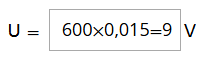 U = 600×0,015=9 V